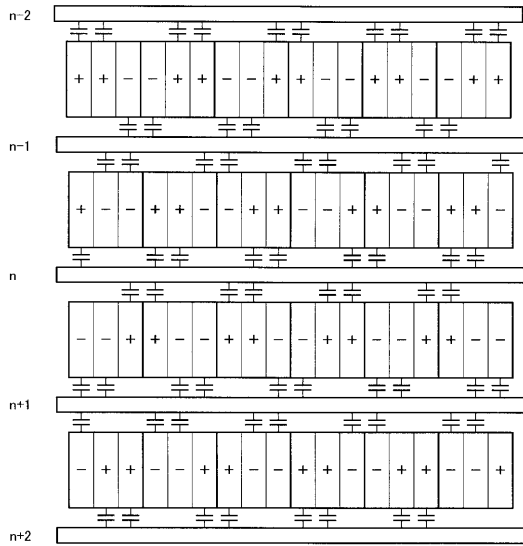 n-2
+ + − − + + − − + + − − + + − − + +
n-1
+ − − + + − − + + − − + + − − + + −
n
− − + + − − + + − − + + − − + + − −
n+1
− + + − − + + − − + + − − + + − − +
n+2